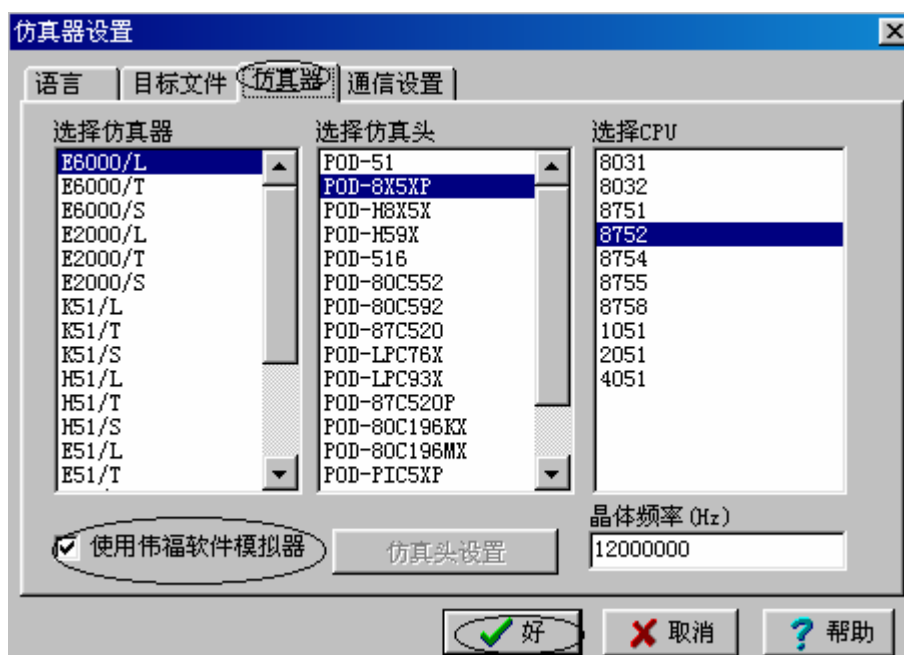 仿真器设置
语言 目标文件 仿真器 通信设置
选择仿真器 选择仿真头 选择CPU
E6000/L POD-51 8031
E6000/T POD-8X5XP 8032
E6000/S POD-H8X5X 8751
E2000/L POD-H59X 8752
E2000/T POD-516 8754
E2000/S POD-80C552 8755
K51/L POD-80C592 8758
K51/T POD-87C520 1051
K51/S POD-LPC76X 2051
H51/L POD-LPC93X 4051
H51/T POD-87C520P
H51/S POD-80C196KX
E51/L POD-80C196MX
E51/T POD-PIC5XP
晶体频率(Hz)
使用伟福软件模拟器 仿真头设置 12000000
好 取消 帮助